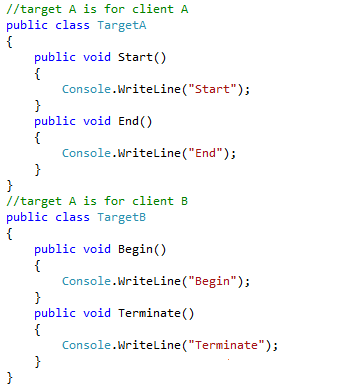 //target A is for client A
public class TargetA
{
public void Start()
{
Console.WriteLine("Start");
}
public void End()
{
Console.WriteLine("End");
}
}
//target A is for client B
public class TargetB
{
public void Begin()
{
Console.WriteLine("Begin");
}
public void Terminate()
{
Console.WriteLine("Terminate");
}
}